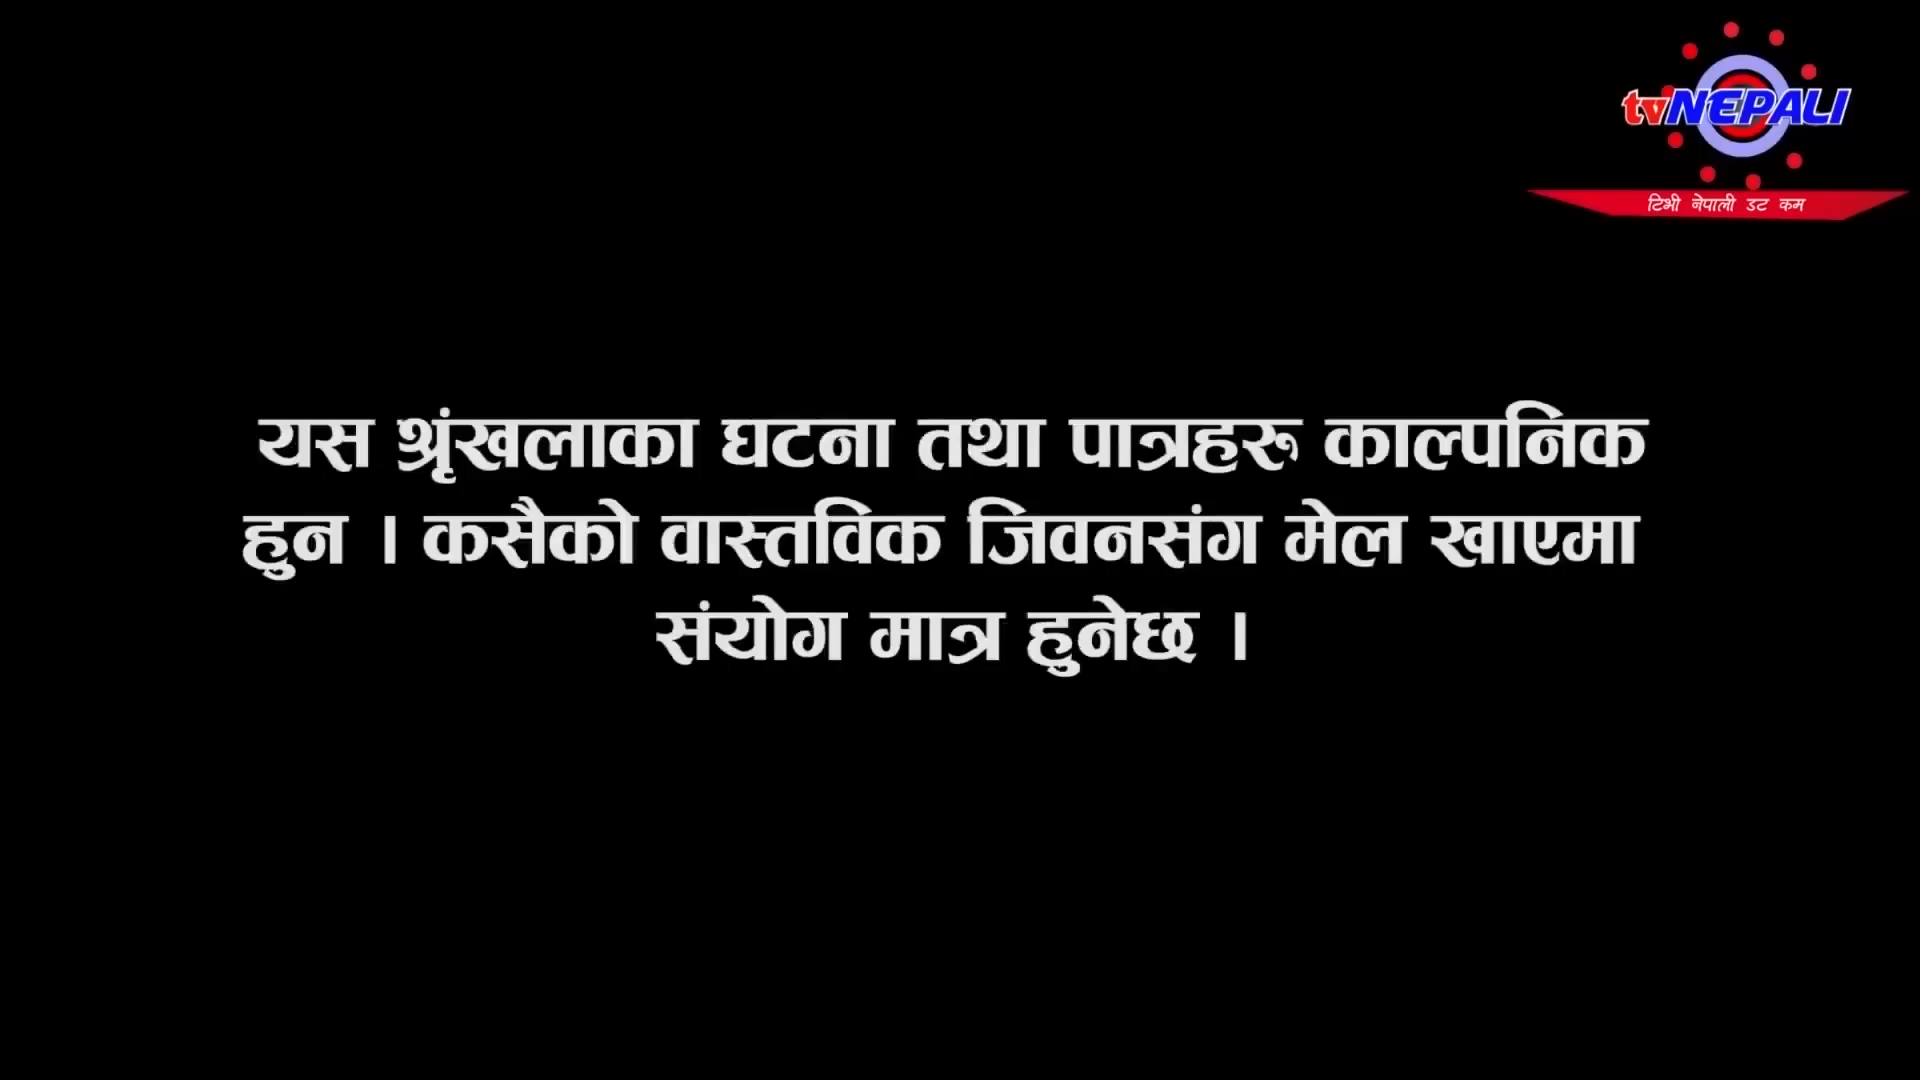 tvNEPALI
टिभी नेपाली डट कम
यस श्रृंखलाका घटना तथा पात्रहरु काल्पनिक
हुन । कसैको वास्तविक जिवनसंग मेल खाएमा
संयोग मात्र हुनेछ ।